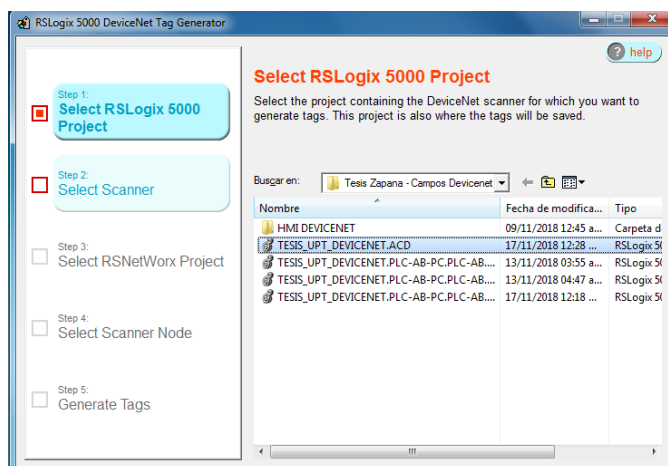 RSLogix 5000 DeviceNet Tag Generator
help
Step 1:
Select RSLogix 5000
Project
Step 2:
Select Scanner
Step 3:
Select RSNetWorx Project
Step 4:
Select Scanner Node
Step 5:
Generate Tags
Select RSLogix 5000 Project
Select the project containing the DeviceNet scanner for which you want to
generate tags. This project is also where the tags will be saved.
Buscar en: Tesis Zapana - Campos Devicenet
Nombre Fecha de modifica... Tipo
HMI DEVICENET 09/11/2018 12:45 a... Carpeta d
TESIS_UPT_DEVICENET.ACD 17/11/2018 12:28 ... RSLogix 50
TESIS_UPT_DEVICENET.PLC-AB-PC.PLC-AB.... 13/11/2018 03:55 a... RSLogix 50
TESIS_UPT_DEVICENET.PLC-AB-PC.PLC-AB.... 13/11/2018 04:47 a... RSLogix 50
TESIS_UPT_DEVICENET.PLC-AB-PC.PLC-AB.... 17/11/2018 12:18 ... RSLogix 50